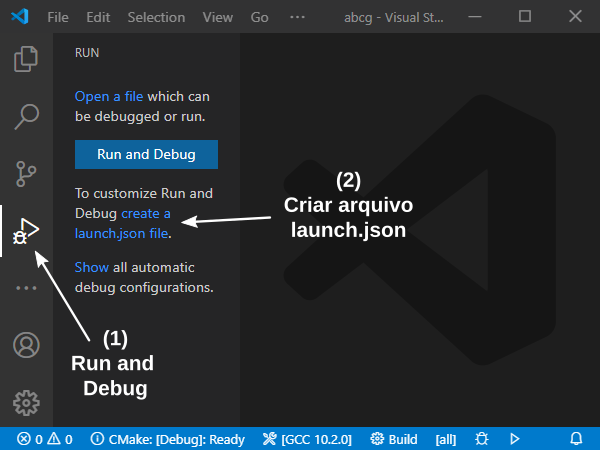 File Edit Selection View Go ··· abcg - Visual St...
RUN
Open a file which can
be debugged or run.
Run and Debug
To customize Run and
Debug create a
launch.json file.
Show all automatic
debug configurations.
(2)
Criar arquivo
launch.json
(1)
Run and
Debug
0 0 CMake: [Debug]: Ready [GCC 10.2.0] Build [all]